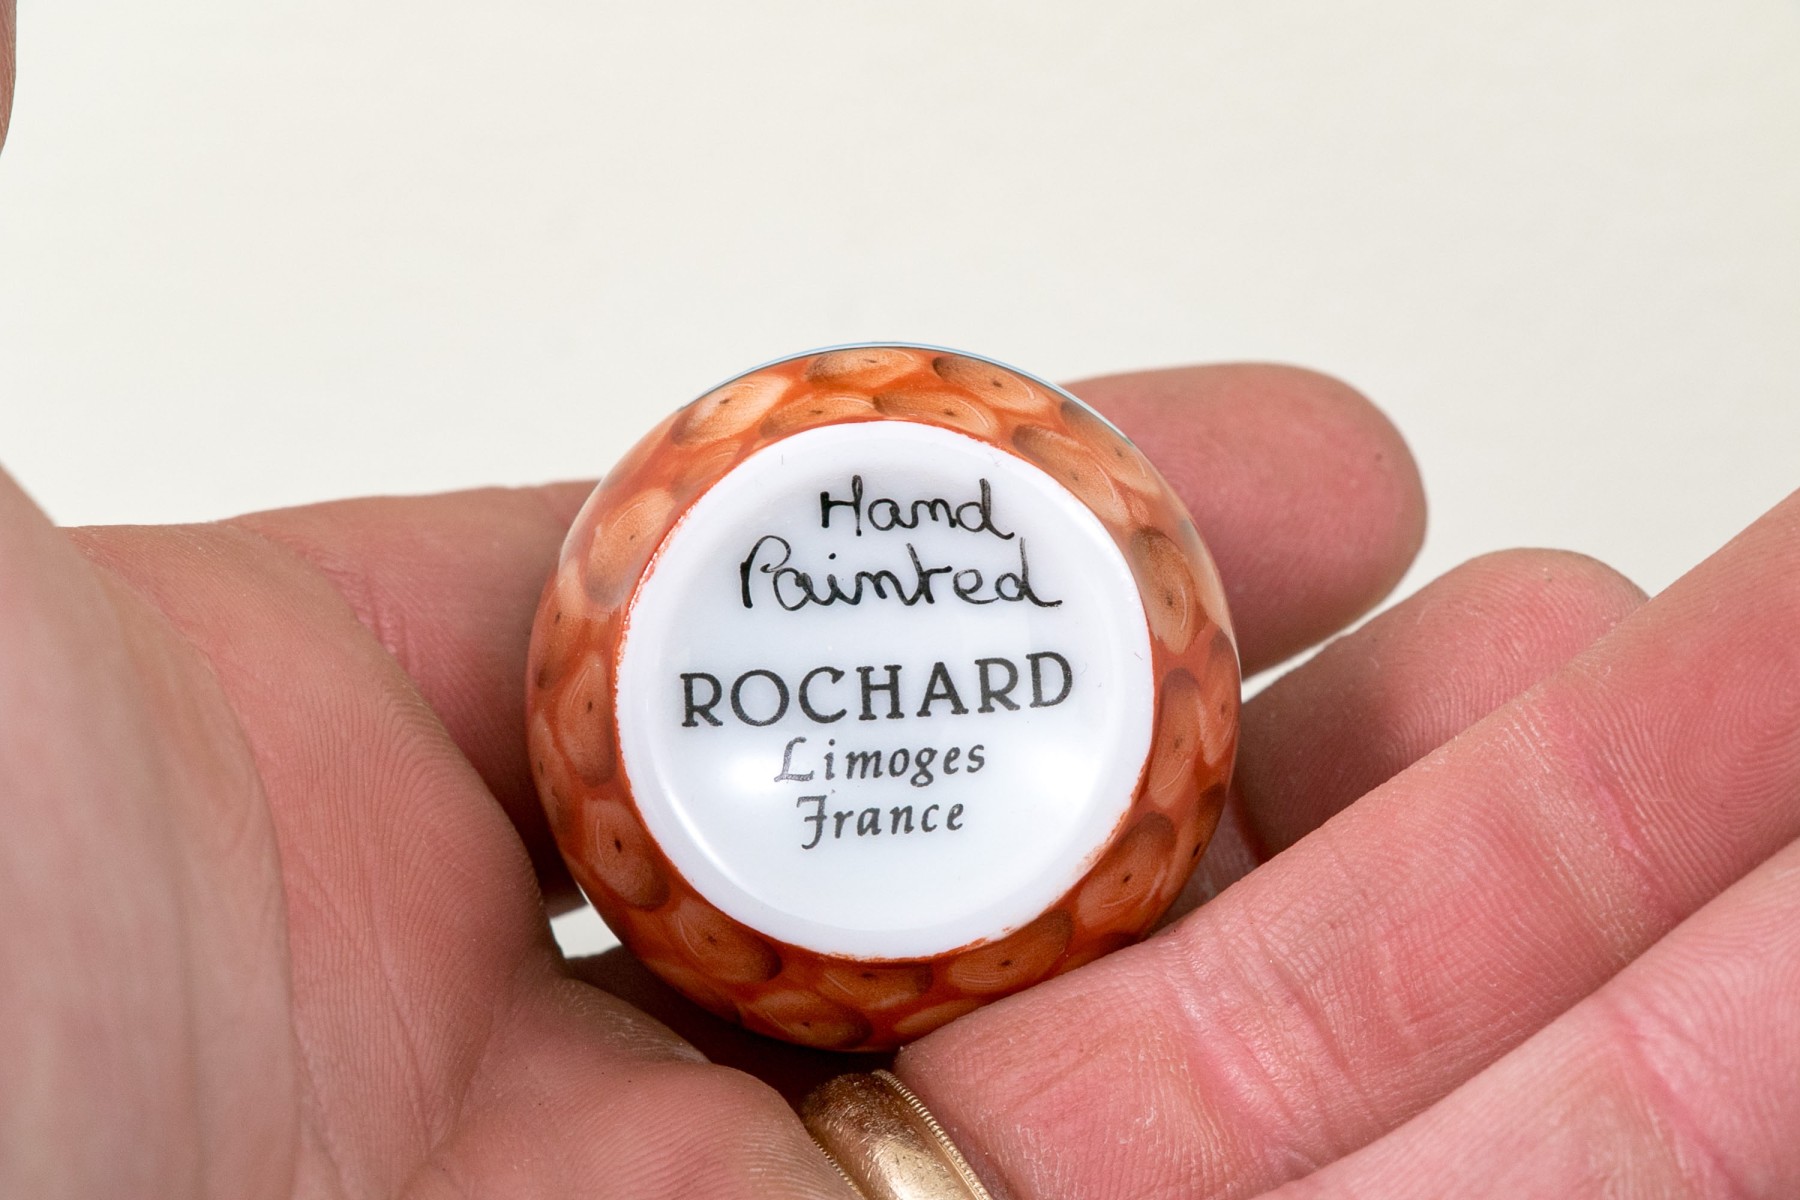 Hand
Painted
ROCHARD
Limoges
France